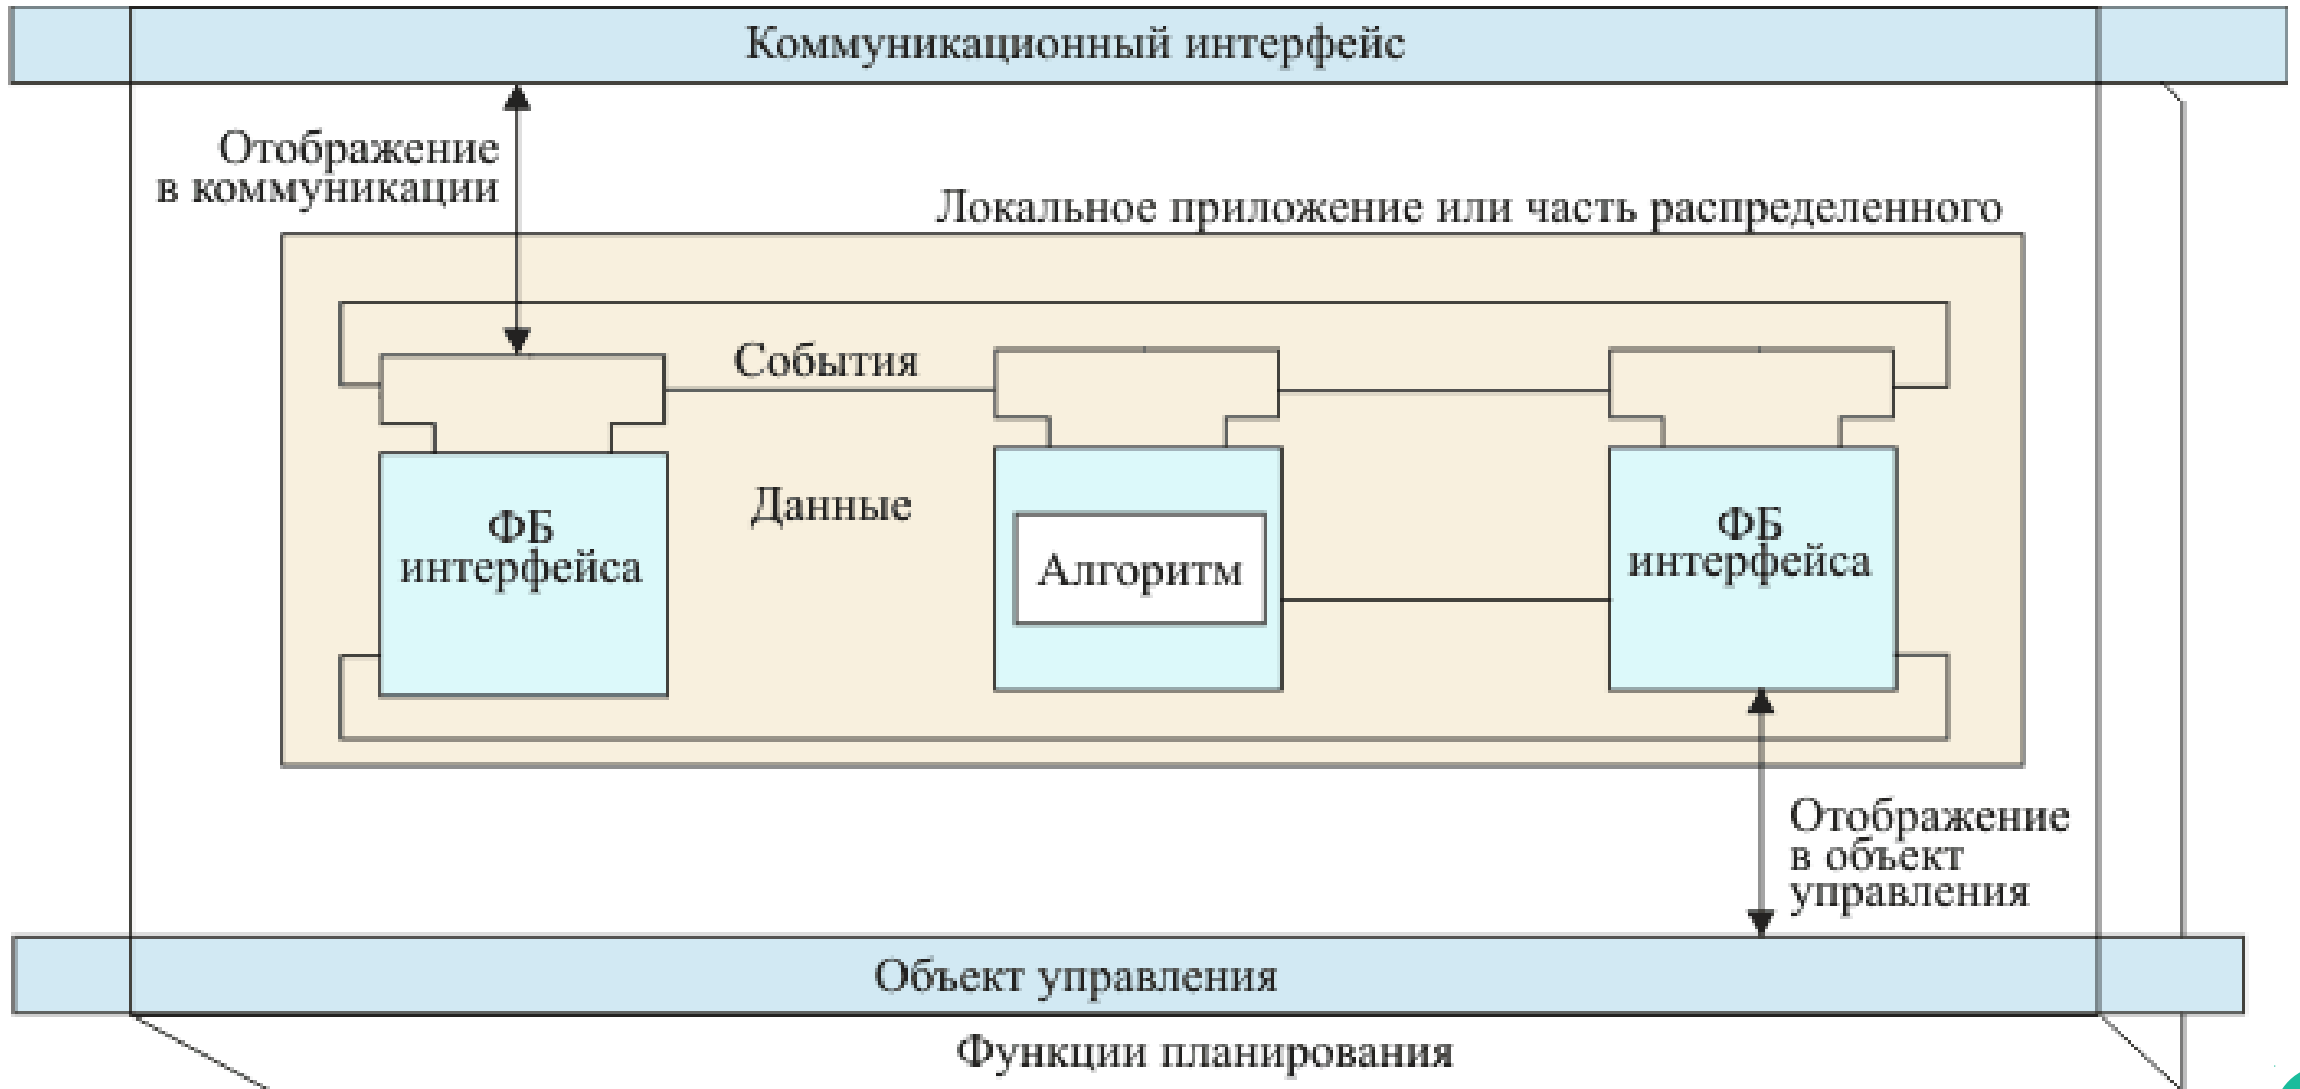 Коммуникационный интерфейс
Отображение
в коммуникации
Локальное приложение или часть распределенного
События
Данные
ФБ
интерфейса
Алгоритм
ФБ
интерфейса
Отображение
в объект
управления
Объект управления
Функции планирования